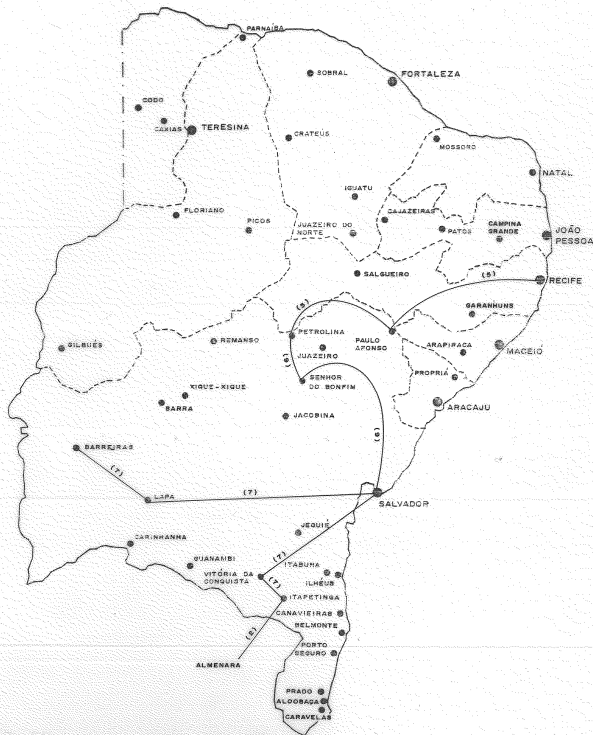 PARNAÍBA
SOBRAL
FORTALEZA
CODO
CAXIAS
TERESINA
CRATEÚS
MOSSORÓ
NATAL
IGUATU
FLORIANO
PICOS
JUAZEIRO DO
NORTE
CAJAZEIRAS
PATOS
CAMPINA
GRANDE
JOÃO
PESSOA
SALGUEIRO
(5)
RECIFE
(5)
GARANHUNS
PETROLINA
PAULO
AFONSO
REMANSO
JUAZEIRO
ARAPIRACA
MACEIÓ
GILBUÉS
(6)
PROPRIÁ
SENHOR
DO BONFIM
XIQUE-XIQUE
BARRA
JACOBINA
ARACAJU
(6)
BARREIRAS
(7)
LAPA
(7)
SALVADOR
JEQUIÉ
CARINHANHA
(7)
GUANAMBI
ITABUNA
VITÓRIA DA
CONQUISTA
(7)
ILHÉUS
ITAPETINGA
CANAVIEIRAS
BELMONTE
PORTO
SEGURO
ALMENARA
PRADO
ALCOBAÇA
CARAVELAS